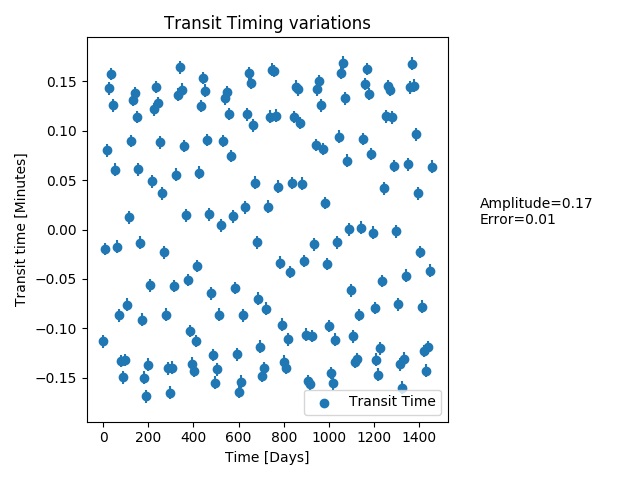 Transit Timing variations
Transit time [Minutes]
0.15
0.10
0.05
0.00
−0.05
−0.10
−0.15
Amplitude=0.17
Error=0.01
Transit Time
0 200 400 600 800 1000 1200 1400
Time [Days]